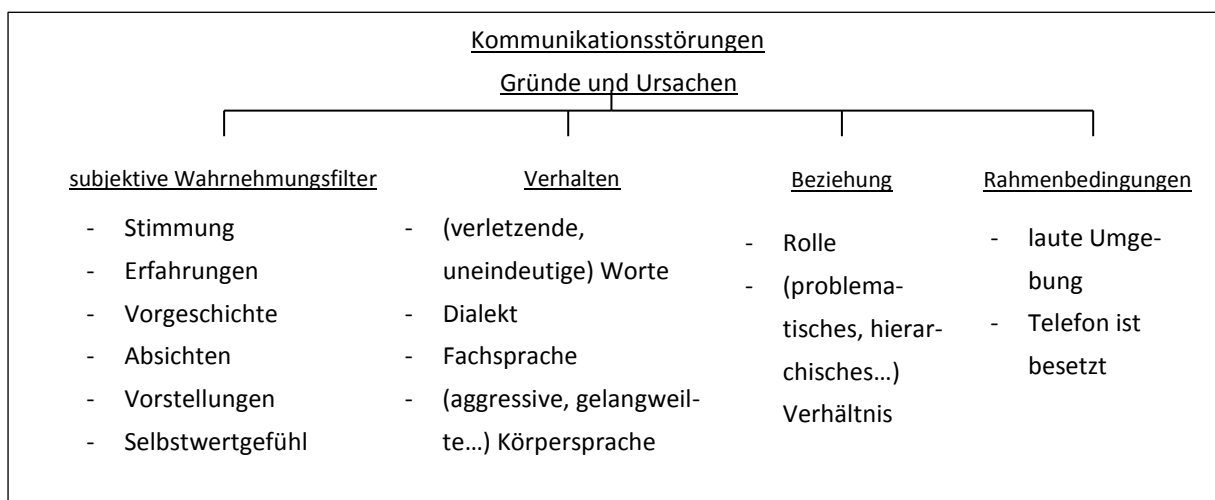 Kommunikationsstörungen
Gründe und Ursachen
subjektive Wahrnehmungsfilter
- Stimmung
- Erfahrungen
- Vorgeschichte
- Absichten
- Vorstellungen
- Selbstwertgefühl
Verhalten
- (verletzende,
uneindeutige) Worte
- Dialekt
- Fachsprache
- (aggressive, gelangweil-
te…) Körpersprache
Beziehung
- Rolle
- (problema-
tisches, hierar-
chisches…)
Verhältnis
Rahmenbedingungen
- laute Umge-
bung
- Telefon ist
besetzt